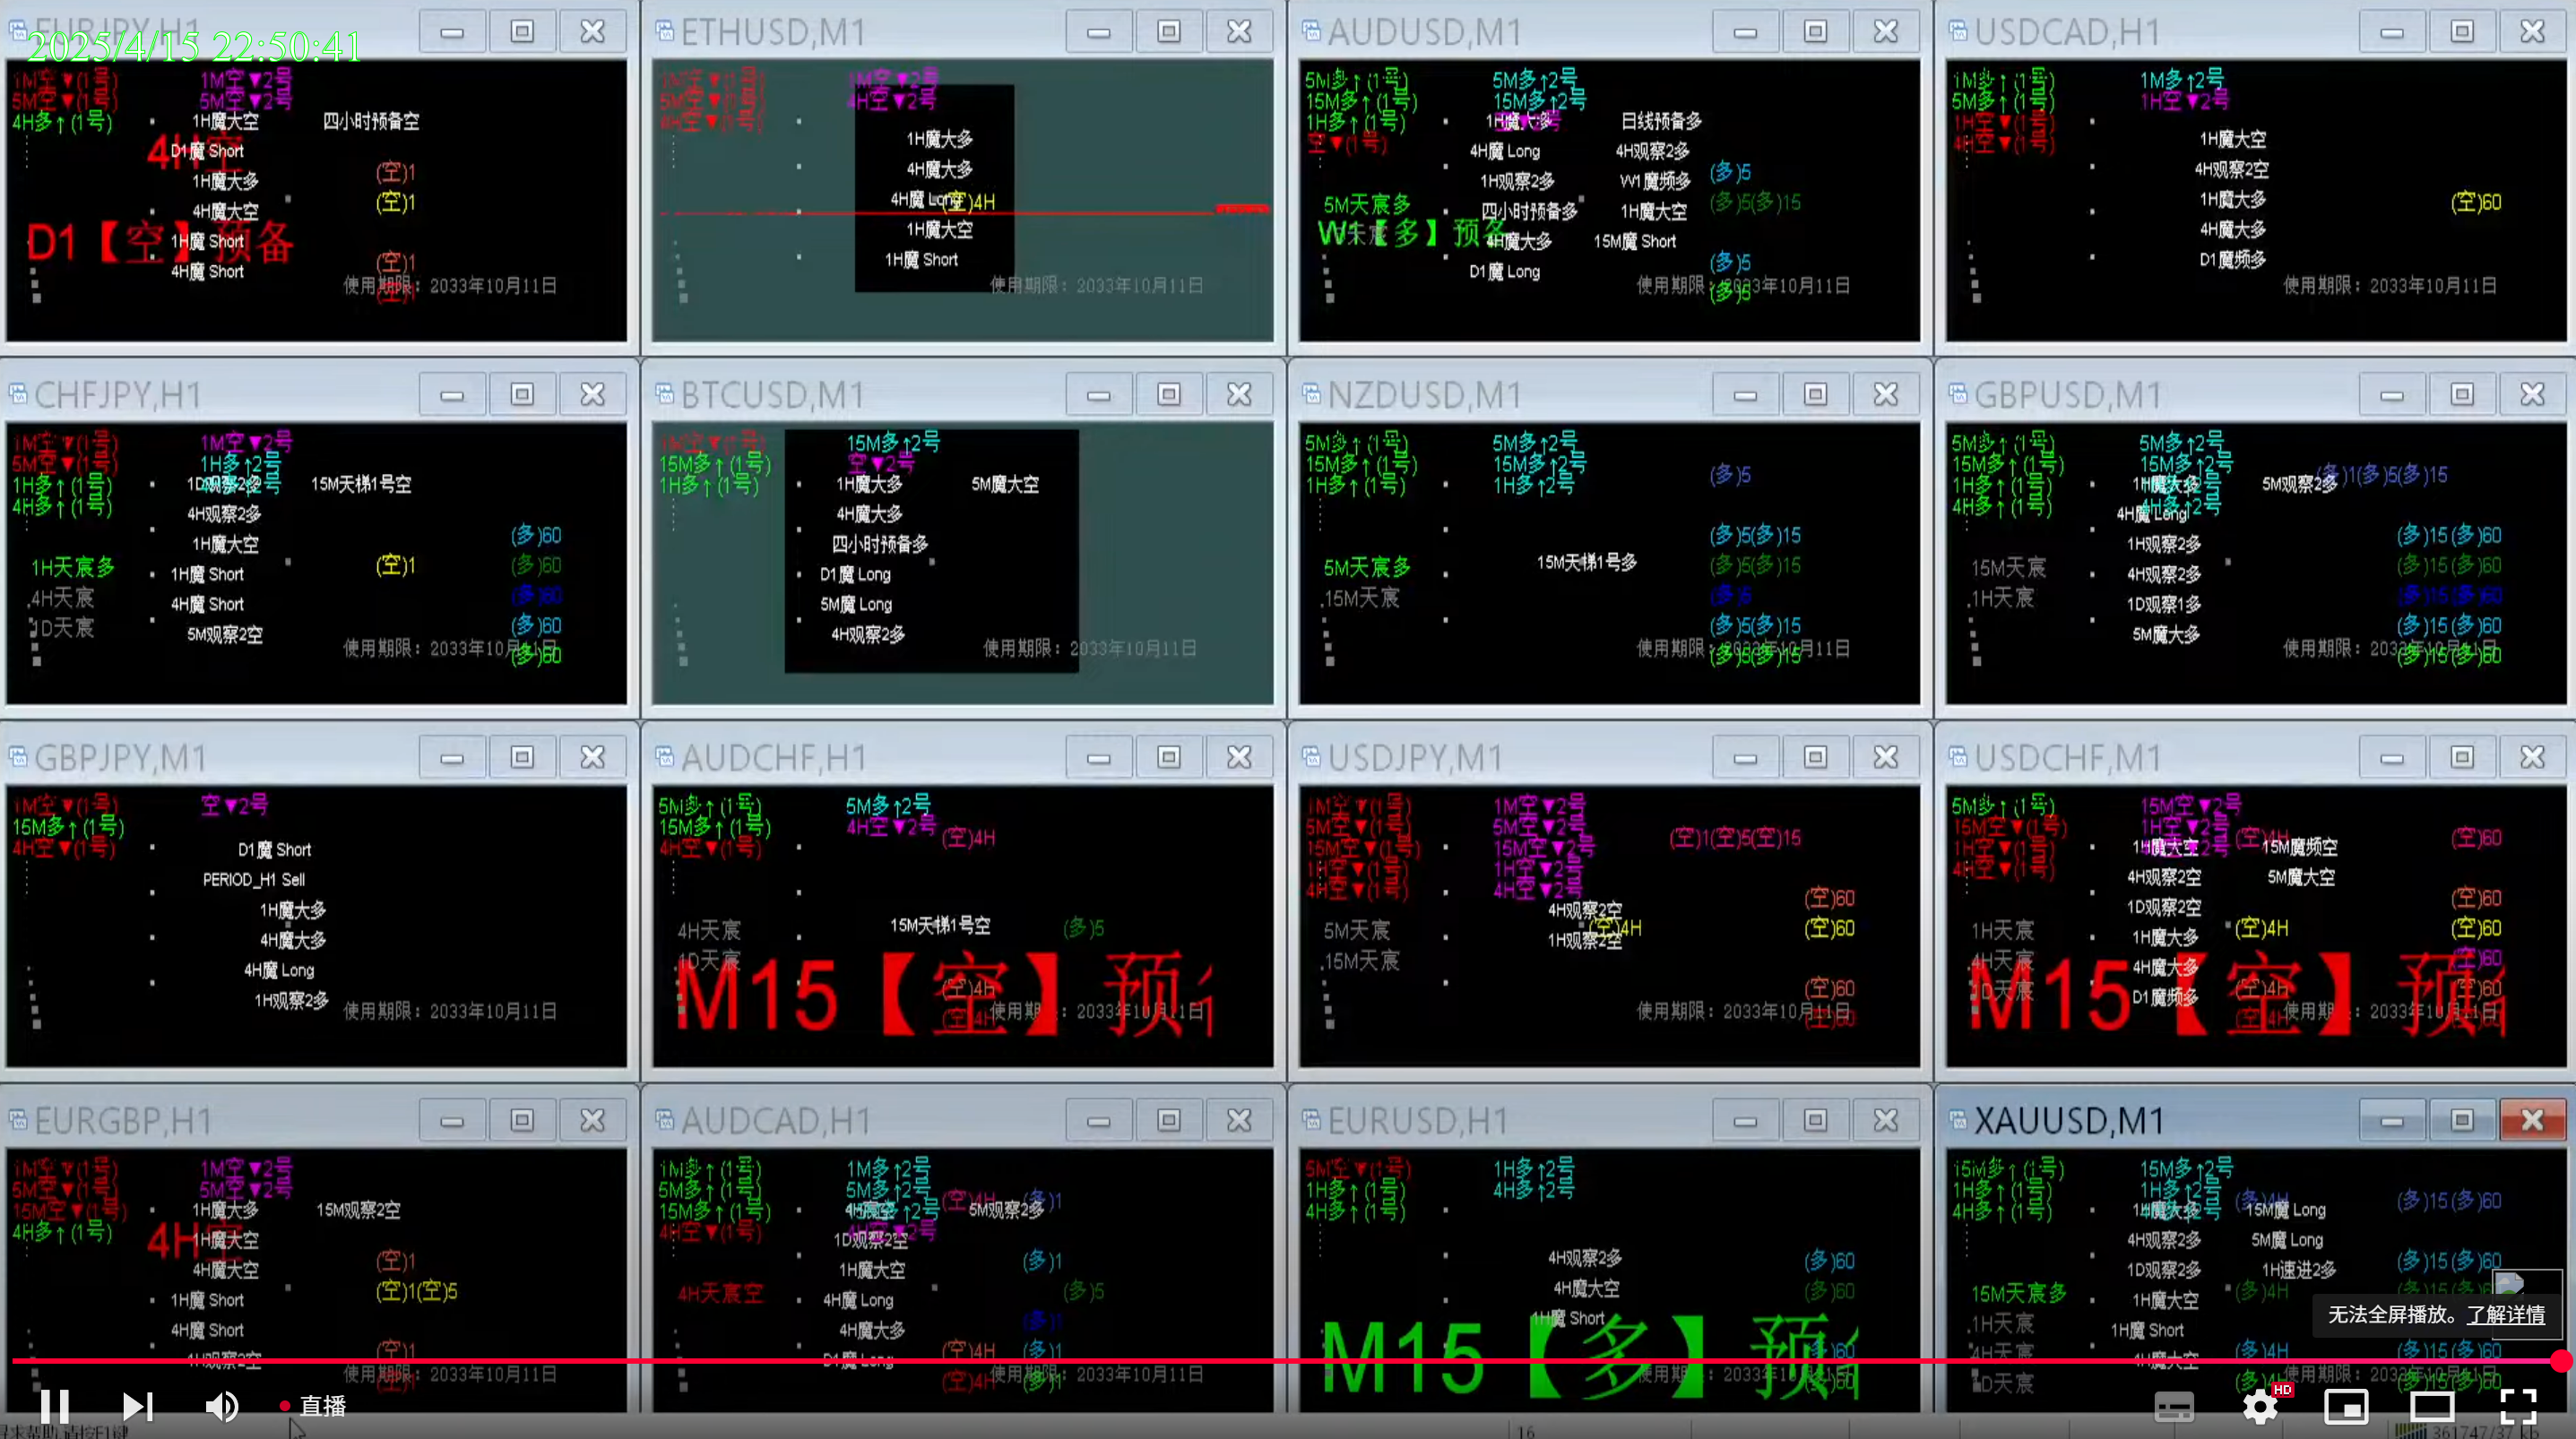 EURJPY,H1
2025/4/15 22:50:41
1M空▼(1号)
5M空▼(1号)
4H多↑(1号)
1M空▼2号
5M空▼2号
1H魔大空
四小时预备空
4H空
D1魔 Short
1H魔大多
4H魔大空
1H魔 Short
4H魔 Short
(空)1
(空)1
(空)1
D1【空】预备
使用期限：2033年10月11日
ETHUSD,M1
1M空▼(1号)
5M空▼(1号)
4H空▼(1号)
1M空▼2号
4H空▼2号
1H魔大多
4H魔大多
4H魔 Long
(空)4H
1H魔大空
1H魔 Short
使用期限：2033年10月11日
AUDUSD,M1
5M多↑(1号)
15M多↑(1号)
1H多↑(1号)
空▼(1号)
5M多↑2号
15M多↑2号
1H魔大多
日线预备多
4H魔 Long
4H观察2多
1H观察2多
W1魔频多
四小时预备多
1H魔大空
4H魔大多
15M魔 Short
D1魔 Long
(多)5
(多)5(多)15
(多)5
(多)5
5M天宸多
W1【多】预备
使用期限：2033年10月11日
USDCAD,H1
1M多↑(1号)
5M多↑(1号)
1H空▼(1号)
4H空▼(1号)
1M多↑2号
1H空▼2号
1H魔大空
4H观察2空
1H魔大多
4H魔大多
D1魔频多
(空)60
使用期限：2033年10月11日
CHFJPY,H1
1M空▼(1号)
5M空▼(1号)
1H多↑(1号)
4H多↑(1号)
1M空▼2号
1H多↑2号
1D观察2多
15M天梯1号空
4H观察2多
1H魔大空
1H魔 Short
4H魔 Short
5M观察2空
1H天宸多
4H天宸
1D天宸
(空)1
(多)60
(多)60
(多)60
(多)60
(多)60
使用期限：2033年10月11日
BTCUSD,M1
1M空▼(1号)
15M多↑(1号)
1H多↑(1号)
15M多↑2号
空▼2号
1H魔大多
5M魔大空
4H魔大多
四小时预备多
D1魔 Long
5M魔 Long
4H观察2多
使用期限：2033年10月11日
NZDUSD,M1
5M多↑(1号)
15M多↑(1号)
1H多↑(1号)
5M多↑2号
15M多↑2号
1H多↑2号
(多)5
(多)5(多)15
(多)5(多)15
(多)5
(多)5(多)15
(多)5(多)15
5M天宸多
15M天宸
15M天梯1号多
使用期限：2033年10月11日
GBPUSD,M1
5M多↑(1号)
15M多↑(1号)
1H多↑(1号)
4H多↑(1号)
5M多↑2号
15M多↑2号
4H多↑2号
1H魔大多
5M观察2多
(多)1(多)5(多)15
4H魔 Long
1H观察2多
4H观察2多
1D观察1多
5M魔大多
15M天宸
1H天宸
(多)15(多)60
(多)15(多)60
(多)15(多)60
(多)15(多)60
(多)15(多)60
使用期限：2033年10月11日
GBPJPY,M1
1M空▼(1号)
15M多↑(1号)
4H空▼(1号)
空▼2号
D1魔 Short
PERIOD_H1 Sell
1H魔大多
4H魔大多
4H魔 Long
1H观察2多
使用期限：2033年10月11日
AUDCHF,H1
5M多↑(1号)
15M多↑(1号)
4H空▼(1号)
5M多↑2号
4H空▼2号
(空)4H
15M天梯1号空
(多)5
4H天宸
1D天宸
M15【空】预
(空)4H
(空)4H
使用期限：2033年10月11日
USDJPY,M1
1M空▼(1号)
5M空▼(1号)
15M空▼(1号)
1H空▼(1号)
4H空▼(1号)
1M空▼2号
5M空▼2号
15M空▼2号
1H空▼2号
4H空▼2号
(空)1(空)5(空)15
4H观察2空
(空)4H
1H观察2空
5M天宸
15M天宸
(空)60
(空)60
(空)60
(空)60
使用期限：2033年10月11日
USDCHF,M1
5M多↑(1号)
15M空▼(1号)
1H空▼(1号)
4H空▼(1号)
15M空▼2号
1H空▼2号
(空)4H
(空)60
1H魔大空
15M魔频空
4H观察2空
5M魔大空
1D观察2空
1H魔大多
4H魔大多
D1魔频多
(空)4H
(空)60
(空)60
(空)60
(空)60
1H天宸
4H天宸
1D天宸
M15【空】预
使用期限：2033年10月11日
EURGBP,H1
1M空▼(1号)
5M空▼(1号)
15M空▼(1号)
4H多↑(1号)
1M空▼2号
5M空▼2号
1H魔大多
15M观察2空
4H空
1H魔大空
4H魔大空
1H魔 Short
4H魔 Short
1H观察2空
(空)1
(空)1(空)5
(空)1
使用期限：2033年10月11日
AUDCAD,H1
1M多↑(1号)
5M多↑(1号)
15M多↑(1号)
4H空▼(1号)
1M多↑2号
5M多↑2号
(空)4H
(多)1
5M观察2多
1D观察2空
1H魔大空
4H魔 Long
4H魔大多
D1魔 Long
4H天宸空
(多)1
(多)5
(多)1
(空)4H
(多)1
(空)4H
(多)1
使用期限：2033年10月11日
EURUSD,H1
5M空▼(1号)
1H多↑(1号)
4H多↑(1号)
1H多↑2号
4H多↑2号
4H观察2多
4H魔大空
1H魔 Short
(多)60
(多)60
(多)60
M15【多】预
使用期限：2033年10月11日
XAUUSD,M1
15M多↑(1号)
1H多↑(1号)
4H多↑(1号)
15M多↑2号
1H多↑2号
(多)4H
(多)15(多)60
1H魔大多
15M魔 Long
4H观察2多
5M魔 Long
1D观察2多
1H速进2多
1H魔大空
1H魔 Short
4H魔大空
15M天宸多
1H天宸
4H天宸
1D天宸
(多)15(多)60
(多)4H
(多)4H
(多)15(多)60
使用期限：2033年10月11日
无法全屏播放。了解详情
直播
HD
16
361747/37 kb